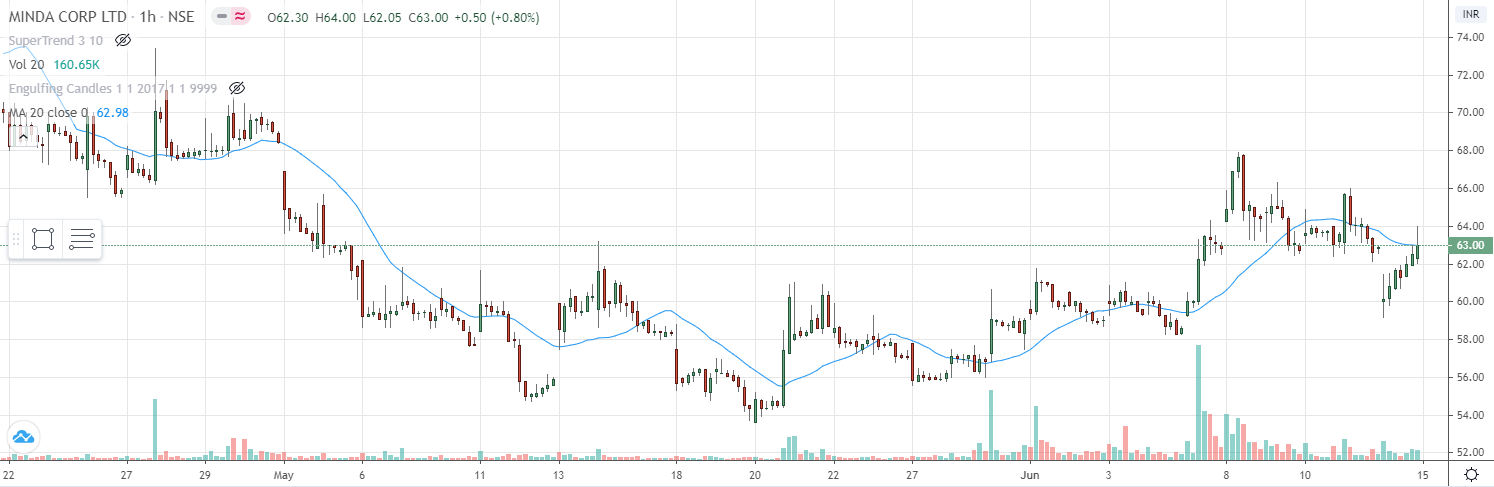 MINDA CORP LTD · 1h · NSE O62.30 H64.00 L62.05 C63.00 +0.50 (+0.80%) INR
SuperTrend 3 10
Vol 20 160.65K
Engulfing Candles 1 1 2017 1 1 9999
MA 20 close 0 62.98
74.00
72.00
70.00
68.00
66.00
64.00
63.00
62.00
60.00
58.00
56.00
54.00
52.00
22 27 29 May 6 11 13 18 20 22 27 Jun 3 8 10 15